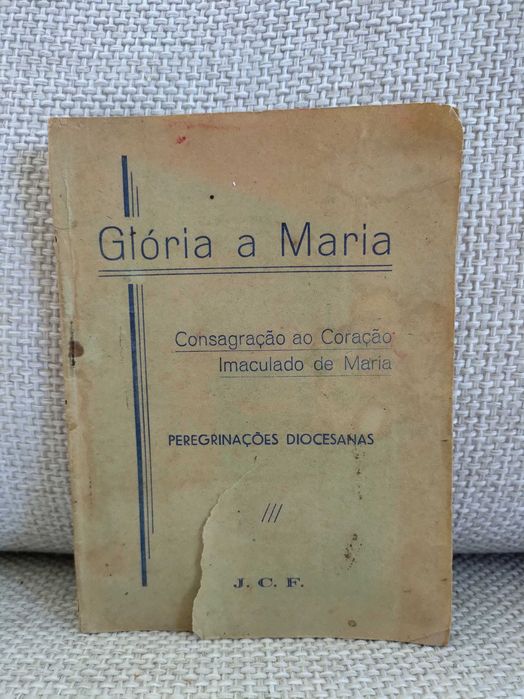 Glória a Maria
Consagração ao Coração
Imaculado de Maria
PEREGRINAÇÕES DIOCESANAS
///
J. C. F.